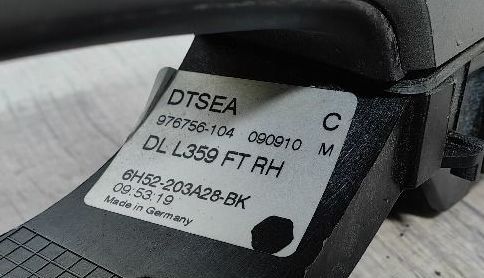 DTSEA C
976756-104 090910 M
DL L359 FT RH
6H52-203A28-BK
09:53:19
Made in Germany